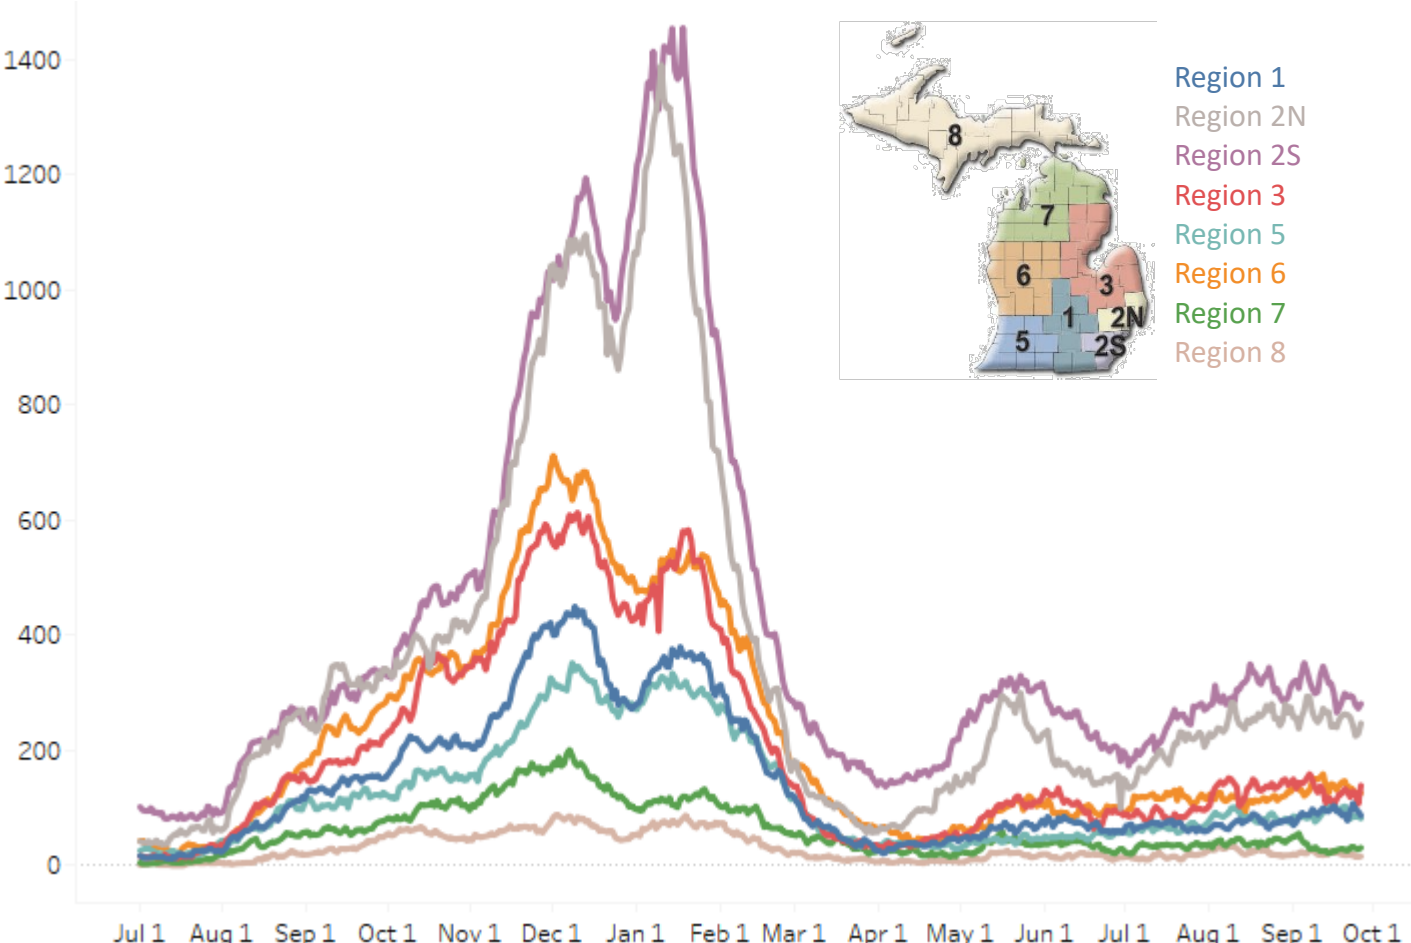 1400
1200
1000
800
600
400
200
0
Jul 1 Aug 1 Sep 1 Oct 1 Nov 1 Dec 1 Jan 1 Feb 1 Mar 1 Apr 1 May 1 Jun 1 Jul 1 Aug 1 Sep 1 Oct 1
8
7
6
3
1
2N
5
2S
Region 1
Region 2N
Region 2S
Region 3
Region 5
Region 6
Region 7
Region 8